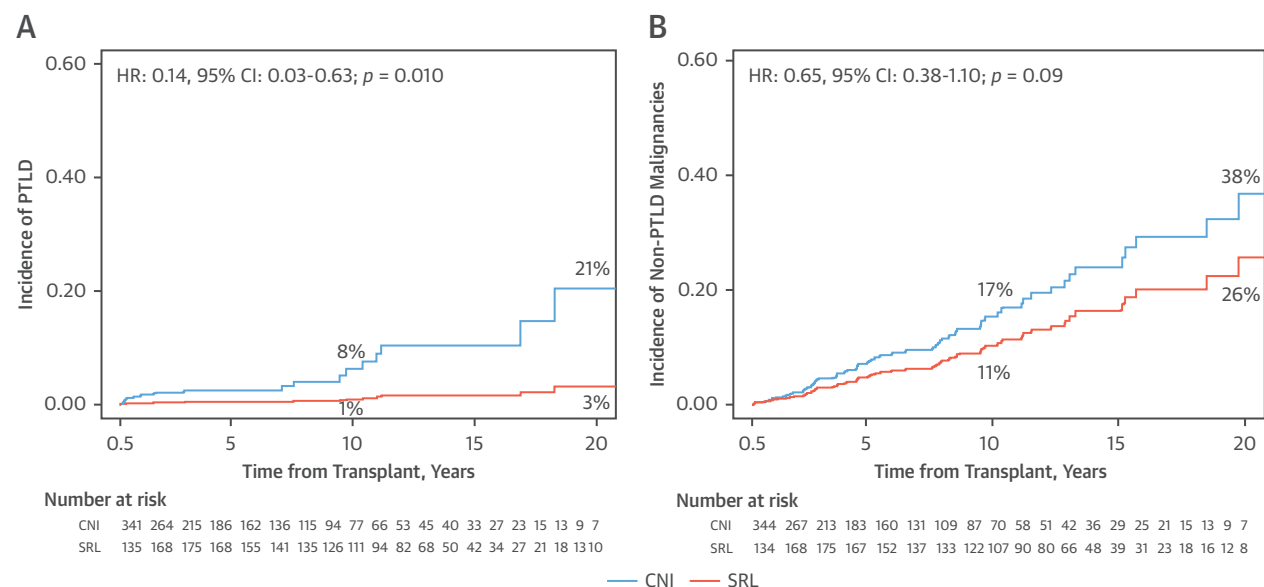 A
HR: 0.14, 95% CI: 0.03-0.63; p = 0.010
Incidence of PTLD
0.60
0.40
0.20
0.00
21%
8%
1%
3%
0.5 5 10 15 20
Time from Transplant, Years
Number at risk
CNI 341 264 215 186 162 136 115 94 77 66 53 45 40 33 27 23 15 13 9 7
SRL 135 168 175 168 155 141 135 126 111 94 82 68 50 42 34 27 21 18 13 10
B
HR: 0.65, 95% CI: 0.38-1.10; p = 0.09
Incidence of Non-PTLD Malignancies
0.60
0.40
0.20
0.00
38%
17%
26%
11%
0.5 5 10 15 20
Time from Transplant, Years
Number at risk
CNI 344 267 213 183 160 131 109 87 70 58 51 42 36 29 25 21 15 13 9 7
SRL 134 168 175 167 152 137 133 122 107 90 80 66 48 39 31 23 18 16 12 8
CNI SRL